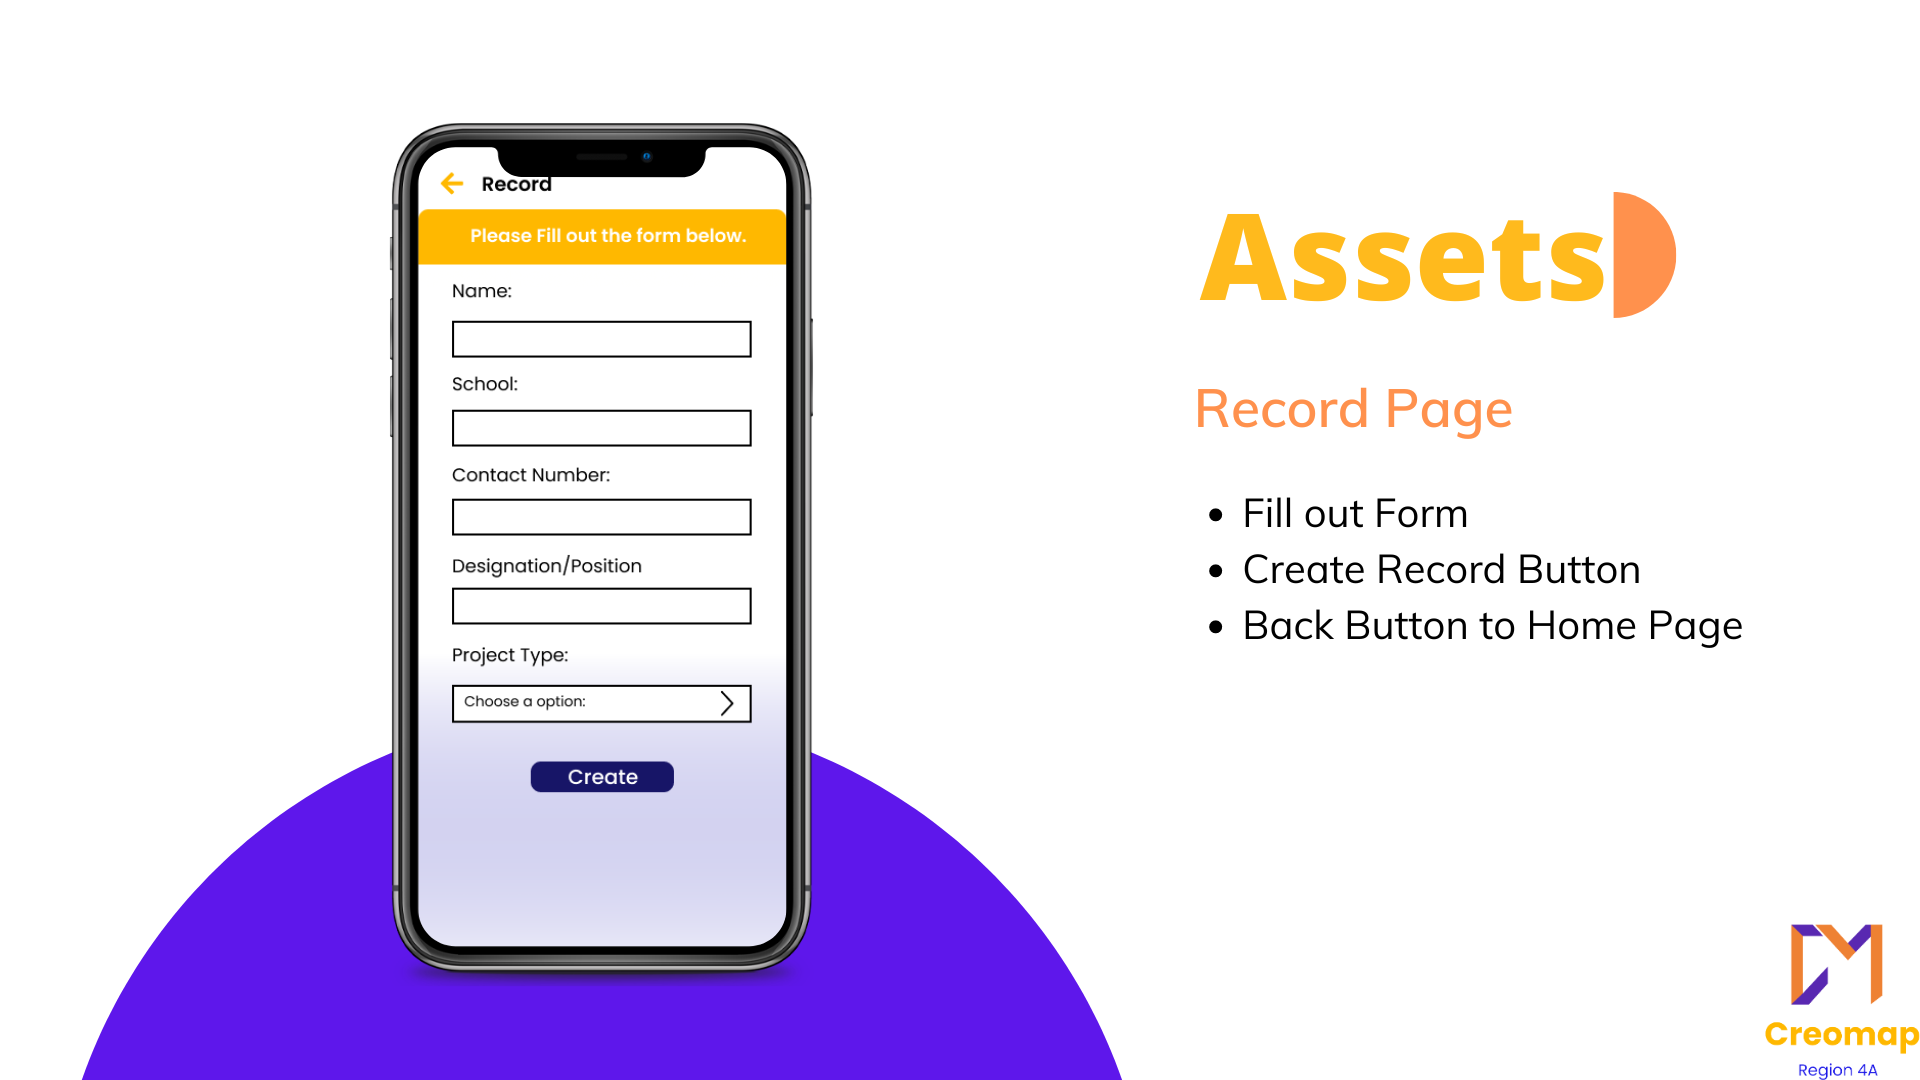 Record
Please Fill out the form below.
Name:
School:
Contact Number:
Designation/Position
Project Type:
Choose a option:
Create
Assets
Record Page
• Fill out Form
• Create Record Button
• Back Button to Home Page
Creomap
Region 4A